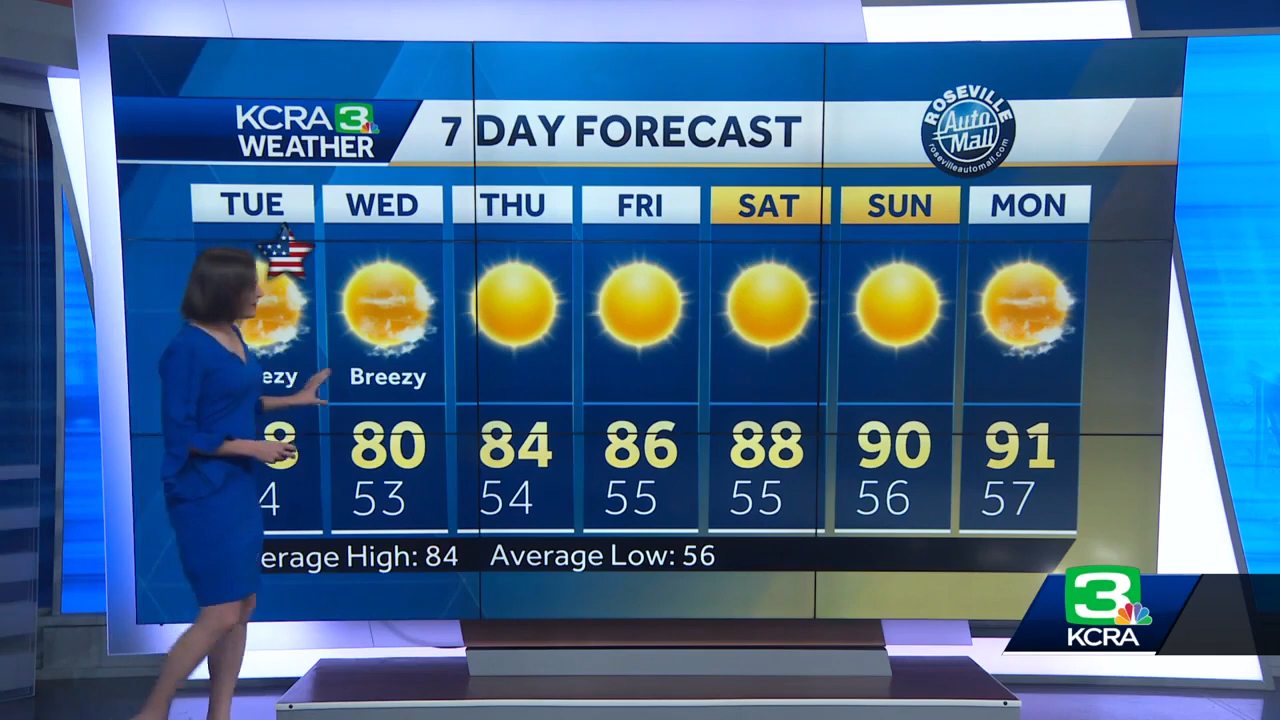 KCRA 3
WEATHER
7 DAY FORECAST
ROSEVILLE
Auto
Mall
rosevilleautomall.com
TUE WED THU FRI SAT SUN MON
Breezy
80 84 86 88 90 91
53 54 55 55 56 57
High: 84 Average Low: 56
3
KCRA